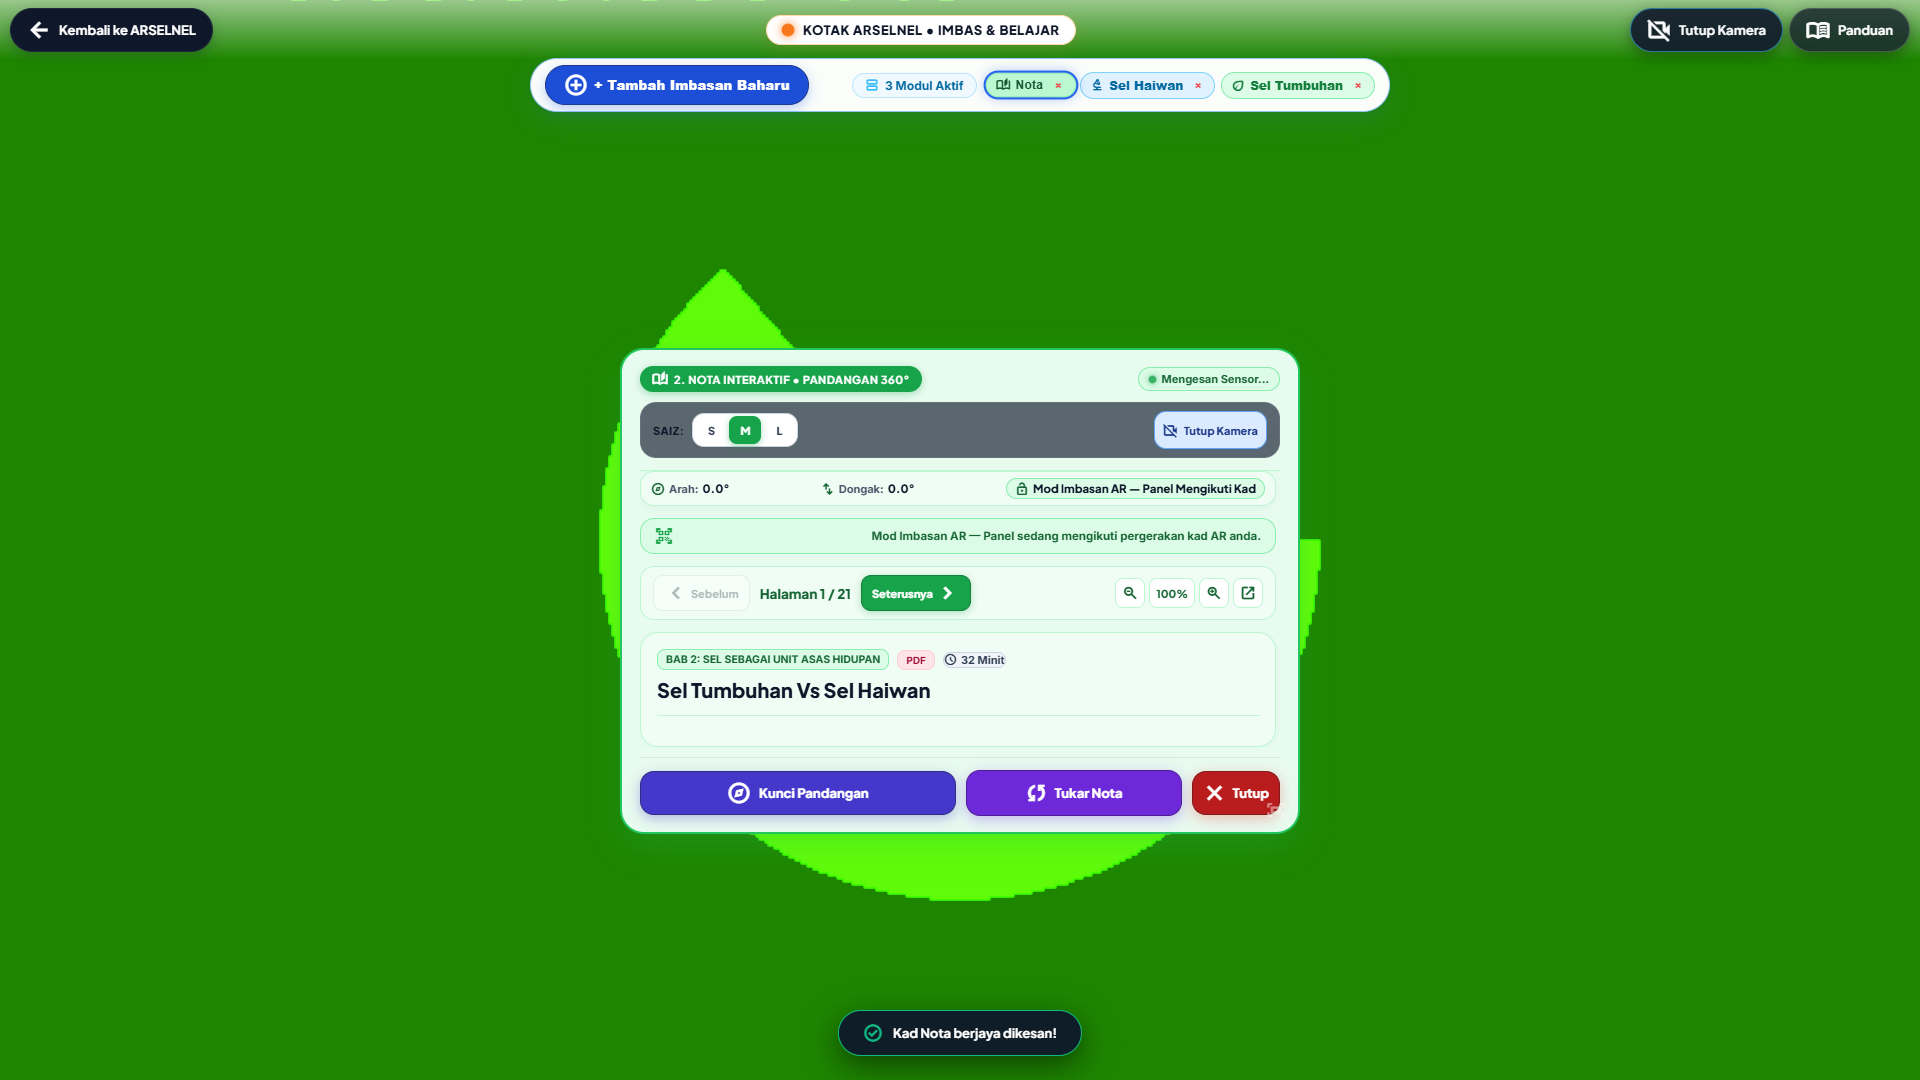 Kembali ke ARSELNEL
KOTAK ARSELNEL ● IMBAS & BELAJAR
Tutup Kamera
Panduan
+ Tambah Imbasan Baharu
3 Modul Aktif
Nota ×
Sel Haiwan ×
Sel Tumbuhan ×
2. NOTA INTERAKTIF ● PANDANGAN 360°
Mengesan Sensor...
SAIZ: S M L
Tutup Kamera
Arah: 0.0°
Dongak: 0.0°
Mod Imbasan AR — Panel Mengikuti Kad
Mod Imbasan AR — Panel sedang mengikuti pergerakan kad AR anda.
Sebelum
Halaman 1 / 21
Seterusnya
100%
BAB 2: SEL SEBAGAI UNIT ASAS HIDUPAN
PDF
32 Minit
Sel Tumbuhan Vs Sel Haiwan
Kunci Pandangan
Tukar Nota
Tutup
Kad Nota berjaya dikesan!